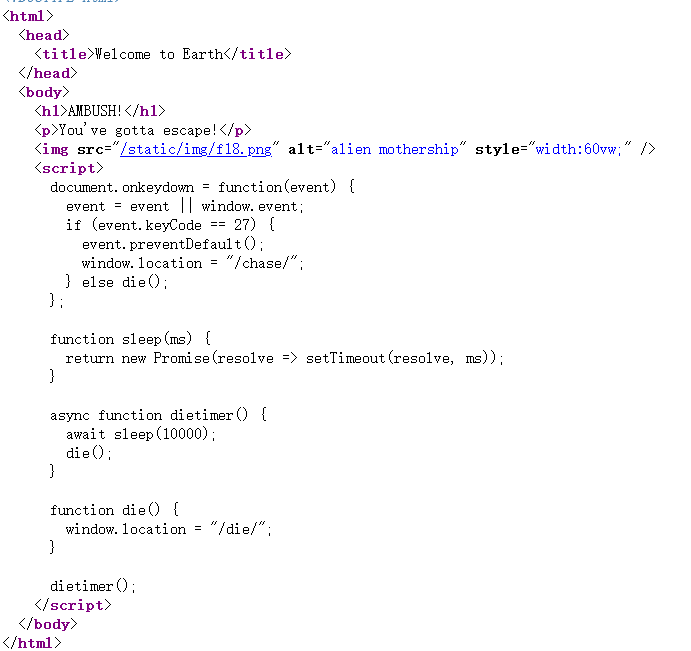 <html>
  <head>
    <title>Welcome to Earth</title>
  </head>
  <body>
    <h1>AMBUSH!</h1>
    <p>You've gotta escape!</p>
    <img src="/static/img/f18.png" alt="alien mothership" style="width:60vw;" />
    <script>
      document.onkeydown = function(event) {
        event = event || window.event;
        if (event.keyCode == 27) {
          event.preventDefault();
          window.location = "/chase/";
        } else die();
      };

      function sleep(ms) {
        return new Promise(resolve => setTimeout(resolve, ms));
      }

      async function dietimer() {
        await sleep(10000);
        die();
      }

      function die() {
        window.location = "/die/";
      }

      dietimer();
    </script>
  </body>
</html>